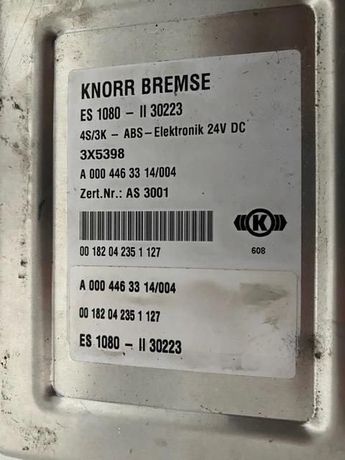 KNORR BREMSE
ES 1080 - II 30223
4S/3K - ABS-Elektronik 24V DC
3X5398
A 000 446 33 14/004
Zert.Nr.: AS 3001
K
00 182 04 235 1 127
608
A 000 446 33 14/004
00 182 04 235 1 127
ES 1080 - II 30223